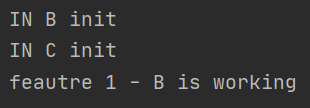 IN B init
IN C init
feautre 1 - B is working